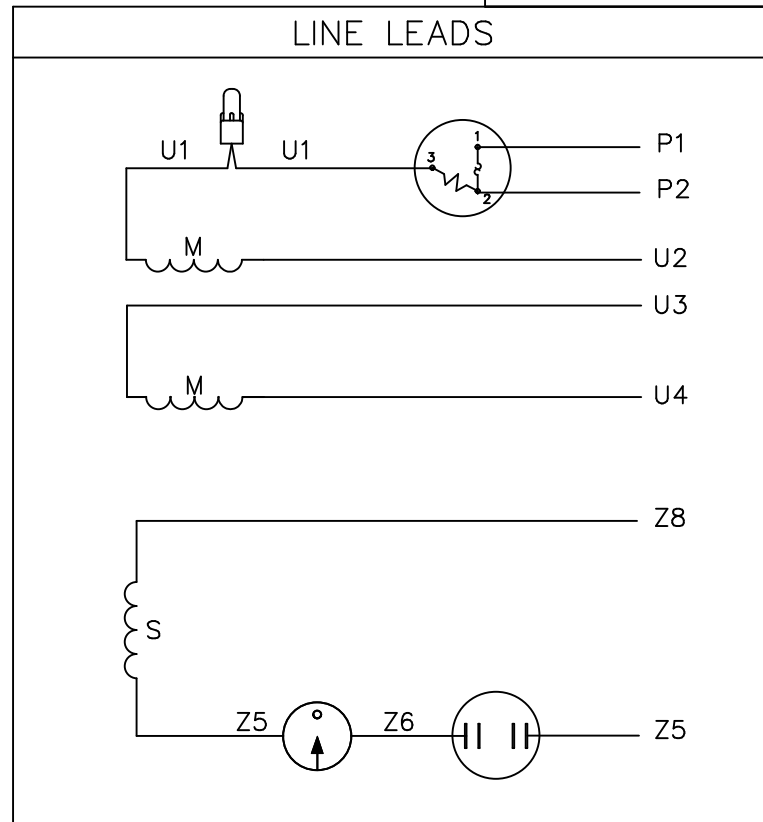 LINE LEADS
U1 U1 1 P1
3
2 P2
M U2
U3
M U4
Z8
S
Z5 Z6 Z5